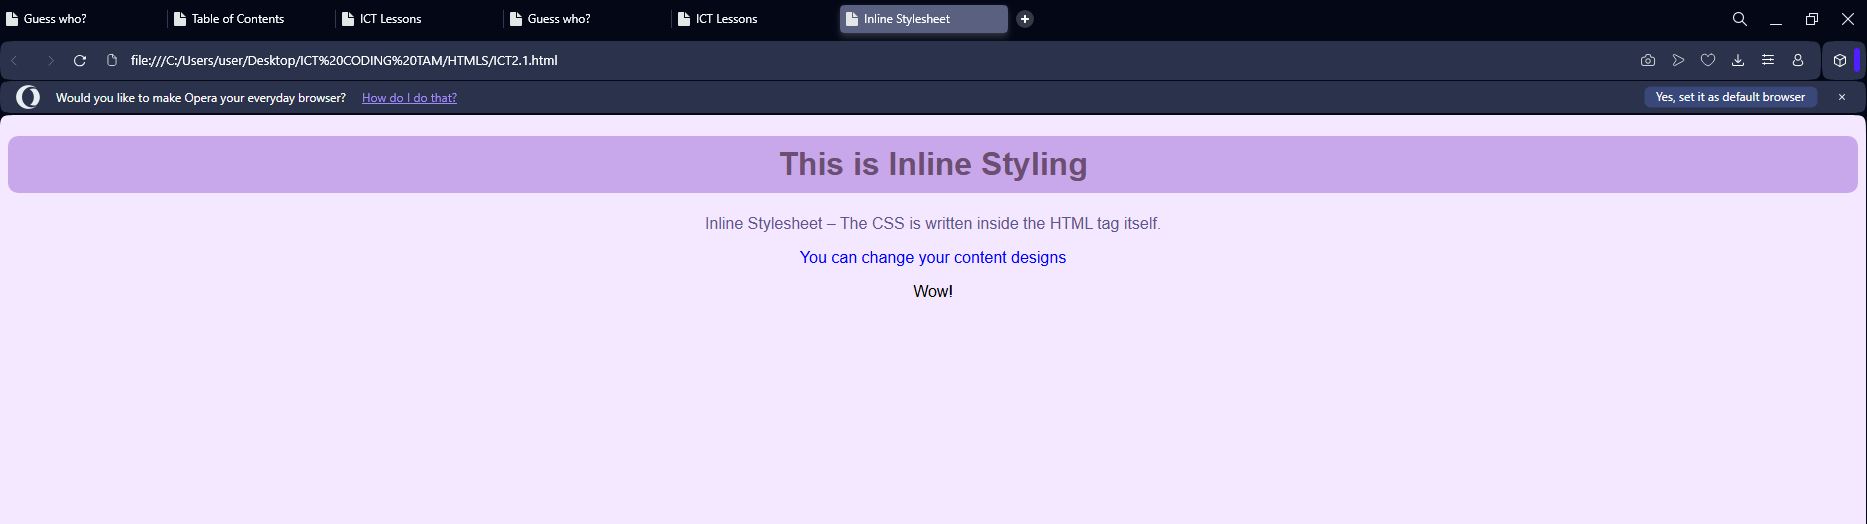 Guess who? Table of Contents ICT Lessons Guess who? ICT Lessons Inline Stylesheet
file:///C:/Users/user/Desktop/ICT%20CODING%20TAM/HTMLS/ICT2.1.html
Would you like to make Opera your everyday browser? How do I do that? Yes, set it as default browser
This is Inline Styling
Inline Stylesheet – The CSS is written inside the HTML tag itself.
You can change your content designs
Wow!